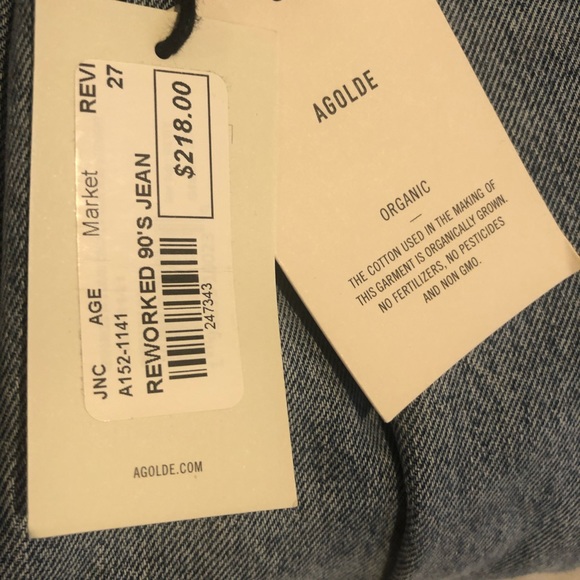 JNC AGE Market REVI
A152-1141 27
REWORKED 90'S JEAN
$218.00
247343
AGOLDE.COM
AGOLDE
ORGANIC
—
THE COTTON USED IN THE MAKING OF
THIS GARMENT IS ORGANICALLY GROWN.
NO FERTILIZERS, NO PESTICIDES
AND NON GMO.